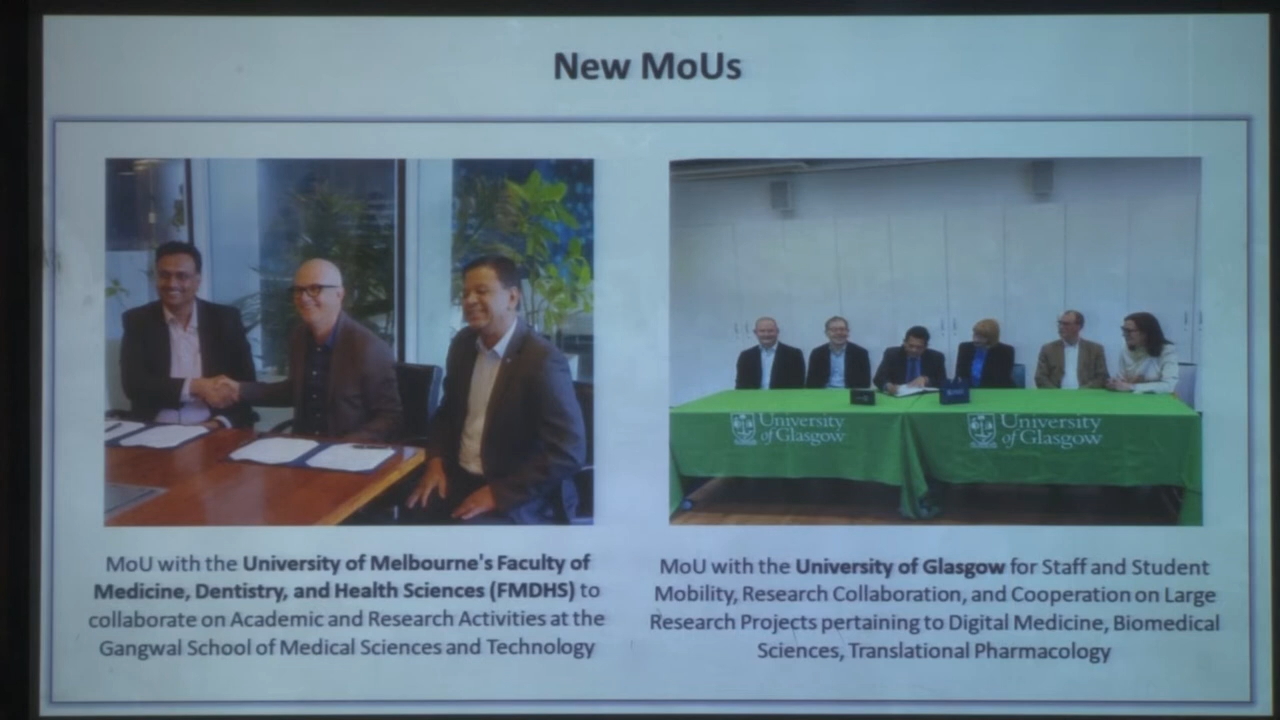 New MoUs
University of Glasgow
University of Glasgow
MoU with the University of Melbourne's Faculty of
Medicine, Dentistry, and Health Sciences (FMDHS) to
collaborate on Academic and Research Activities at the
Gangwal School of Medical Sciences and Technology
MoU with the University of Glasgow for Staff and Student
Mobility, Research Collaboration, and Cooperation on Large
Research Projects pertaining to Digital Medicine, Biomedical
Sciences, Translational Pharmacology